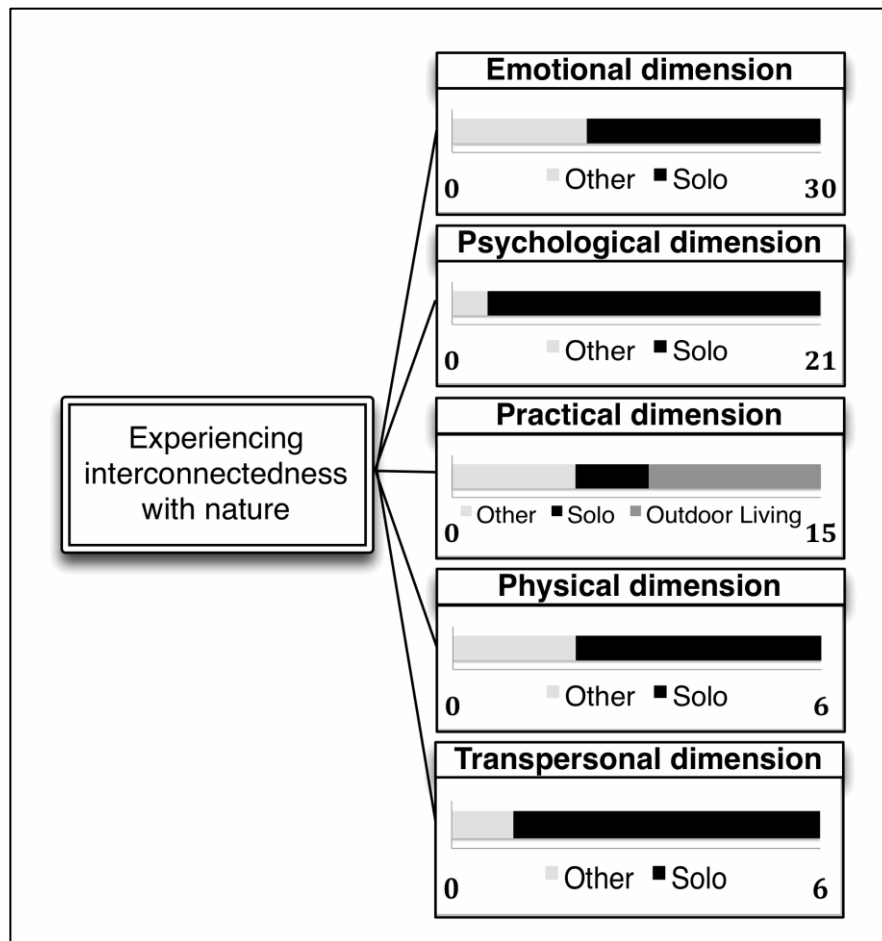 Emotional dimension
Other Solo
0 30
Psychological dimension
Other Solo
0 21
Experiencing
interconnectedness
with nature
Practical dimension
Other Solo Outdoor Living
0 15
Physical dimension
Other Solo
0 6
Transpersonal dimension
Other Solo
0 6